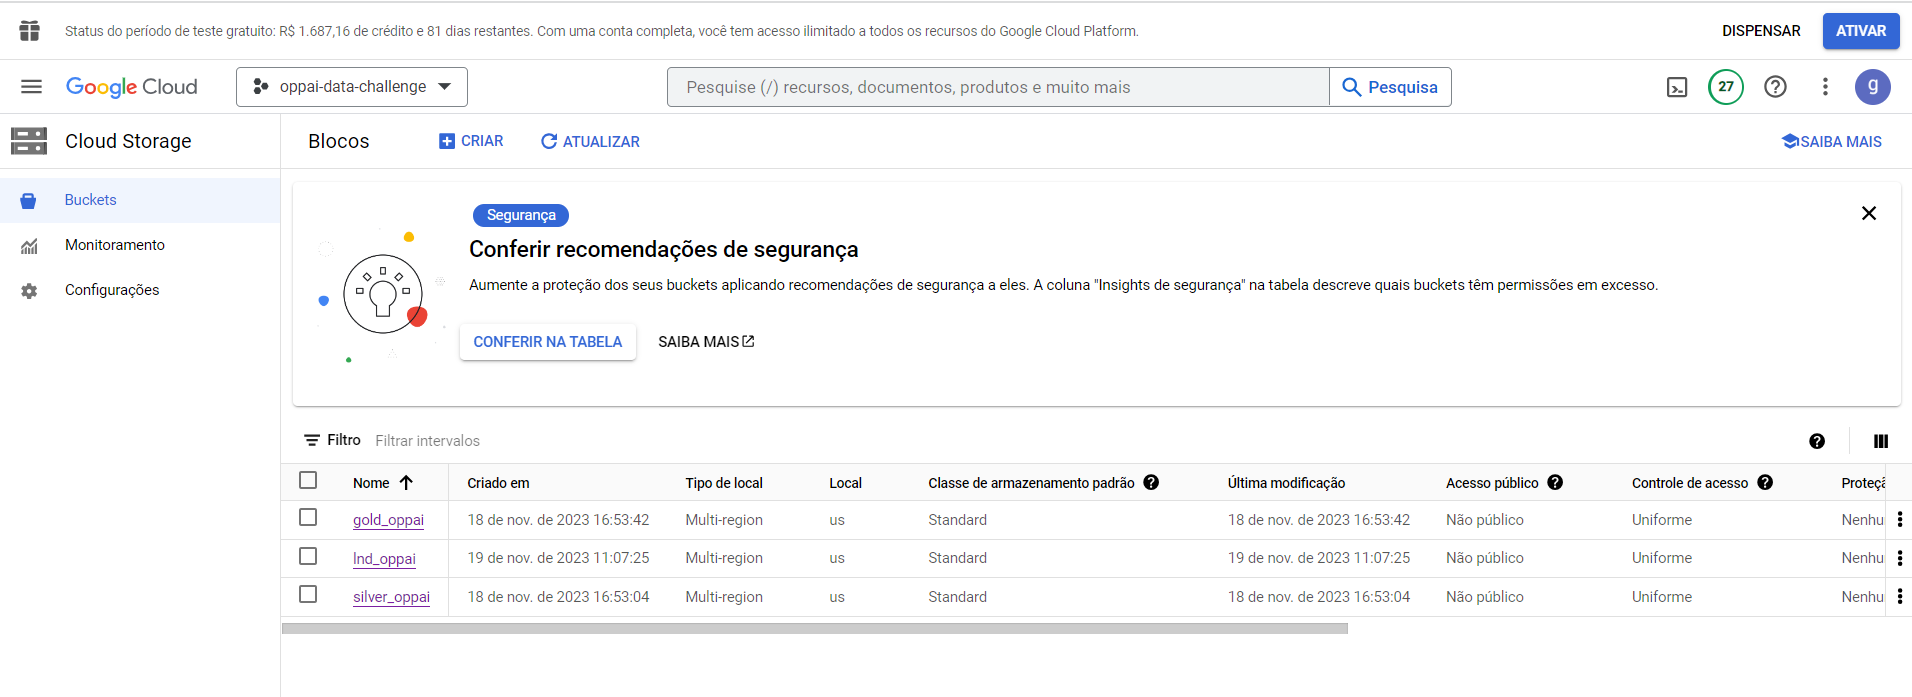 Status do período de teste gratuito: R$ 1.687,16 de crédito e 81 dias restantes. Com uma conta completa, você tem acesso ilimitado a todos os recursos do Google Cloud Platform.
DISPENSAR
ATIVAR
Google Cloud
oppai-data-challenge
Pesquise (/) recursos, documentos, produtos e muito mais
Pesquisa
27
g
Cloud Storage
Buckets
Monitoramento
Configurações
Blocos
CRIAR
ATUALIZAR
SAIBA MAIS
Segurança
Conferir recomendações de segurança
Aumente a proteção dos seus buckets aplicando recomendações de segurança a eles. A coluna "Insights de segurança" na tabela descreve quais buckets têm permissões em excesso.
CONFERIR NA TABELA
SAIBA MAIS
Filtro Filtrar intervalos
Nome Criado em Tipo de local Local Classe de armazenamento padrão Última modificação Acesso público Controle de acesso Proteçã
gold_oppai 18 de nov. de 2023 16:53:42 Multi-region us Standard 18 de nov. de 2023 16:53:42 Não público Uniforme Nenhu
lnd_oppai 19 de nov. de 2023 11:07:25 Multi-region us Standard 19 de nov. de 2023 11:07:25 Não público Uniforme Nenhu
silver_oppai 18 de nov. de 2023 16:53:04 Multi-region us Standard 18 de nov. de 2023 16:53:04 Não público Uniforme Nenhu